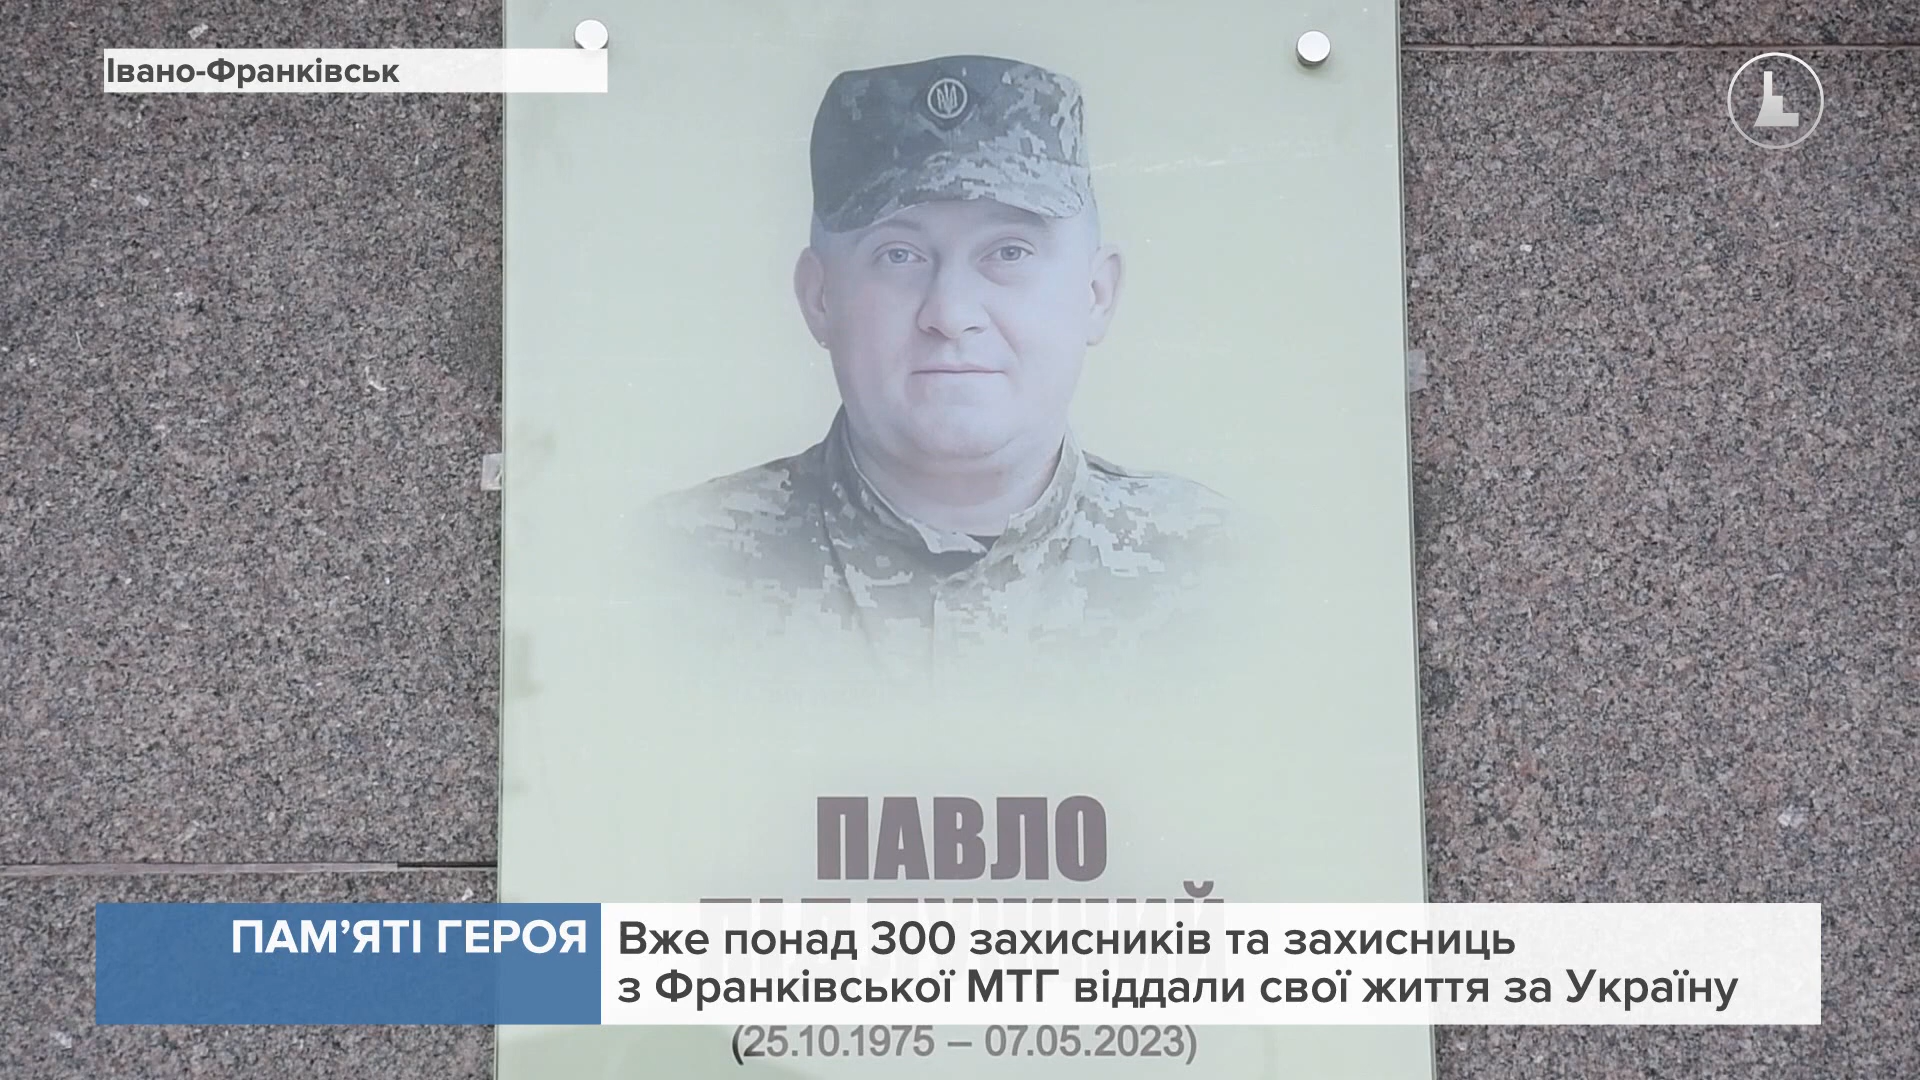 Івано-Франківськ
ПАВЛО
ПАМ’ЯТІ ГЕРОЯ
Вже понад 300 захисників та захисниць
з Франківської МТГ віддали свої життя за Україну
(25.10.1975 – 07.05.2023)